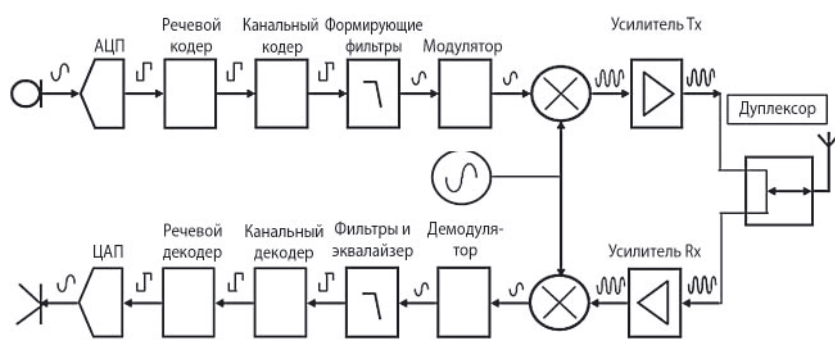 АЦП
Речевой
кодер
Канальный
кодер
Формирующие
фильтры
Модулятор
Усилитель Tx
Дуплексор
ЦАП
Речевой
декодер
Канальный
декодер
Фильтры и
эквалайзер
Демодуля-
тор
Усилитель Rx